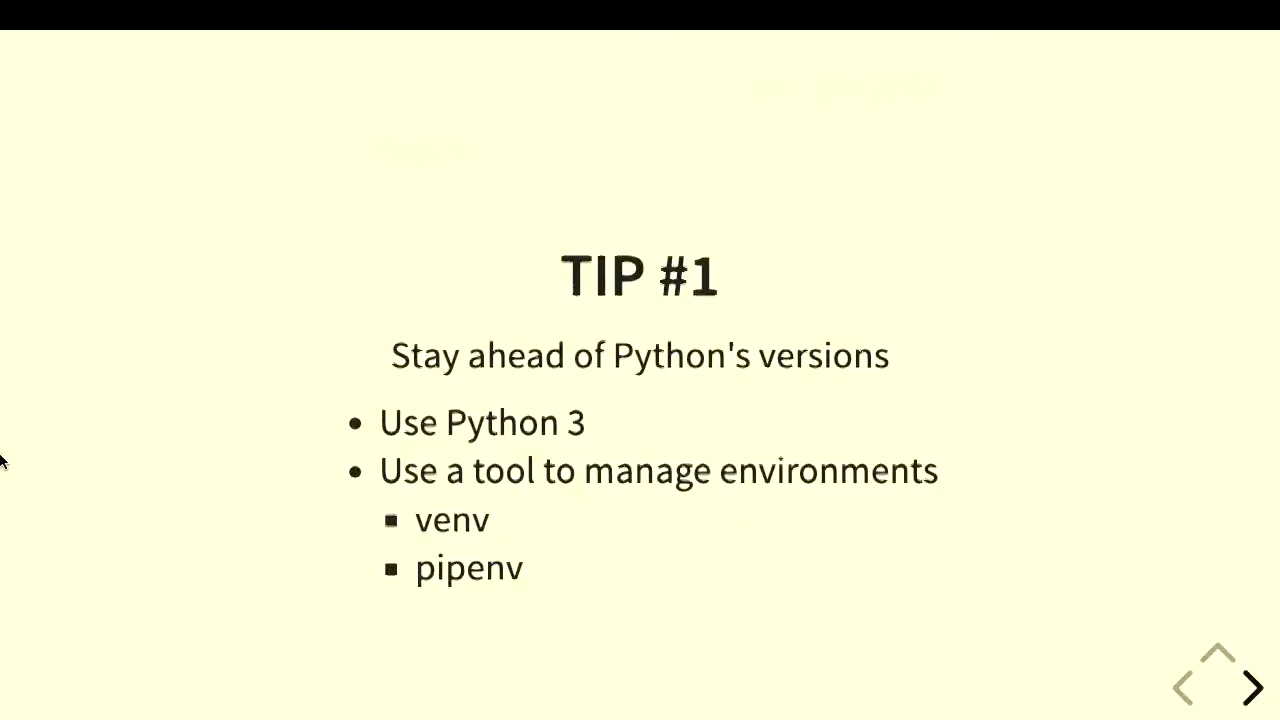 TIP #1
Stay ahead of Python's versions
Use Python 3
Use a tool to manage environments
venv
pipenv